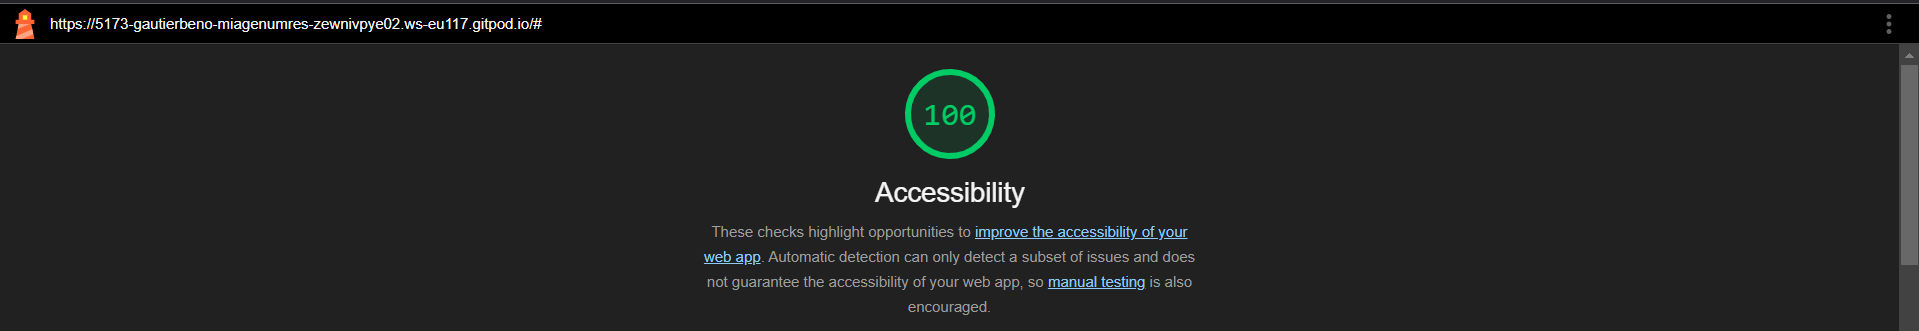 https://5173-gautierbeno-miagenumres-zewnivpye02.ws-eu117.gitpod.io/#
100
Accessibility
These checks highlight opportunities to improve the accessibility of your
web app. Automatic detection can only detect a subset of issues and does
not guarantee the accessibility of your web app, so manual testing is also
encouraged.